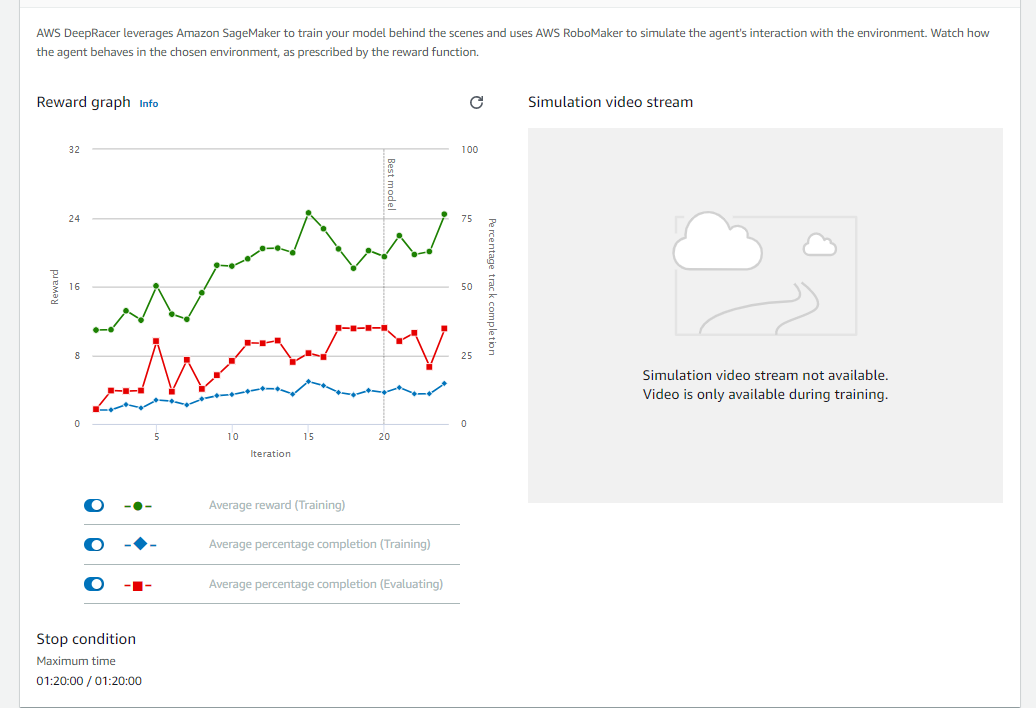 AWS DeepRacer leverages Amazon SageMaker to train your model behind the scenes and uses AWS RoboMaker to simulate the agent's interaction with the environment. Watch how
the agent behaves in the chosen environment, as prescribed by the reward function.
Reward graph Info
Simulation video stream
32
24
16
8
0
Reward
100
75
50
25
0
Percentage track completion
Best model
5 10 15 20
Iteration
Simulation video stream not available.
Video is only available during training.
Average reward (Training)
Average percentage completion (Training)
Average percentage completion (Evaluating)
Stop condition
Maximum time
01:20:00 / 01:20:00